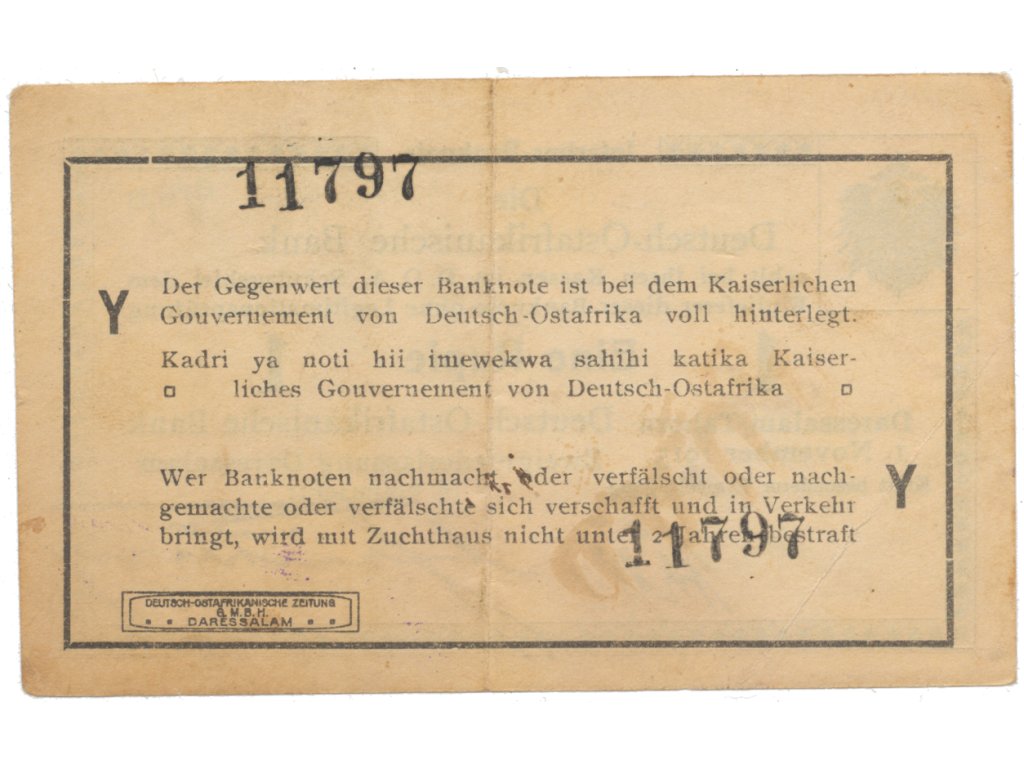 11797
Y
Der Gegenwert dieser Banknote ist bei dem Kaiserlichen
Gouvernement von Deutsch-Ostafrika voll hinterlegt.
Kadri ya noti hii imewekwa sahihi katika Kaiser-
liches Gouvernement von Deutsch-Ostafrika
Wer Banknoten nachmacht oder verfälscht oder nach-
gemachte oder verfälschte sich verschafft und in Verkehr
bringt, wird mit Zuchthaus nicht unter 2 Jahren bestraft
Y
11797
DEUTSCH-OSTAFRIKANISCHE ZEITUNG
G.M.B.H.
DARESSALAM